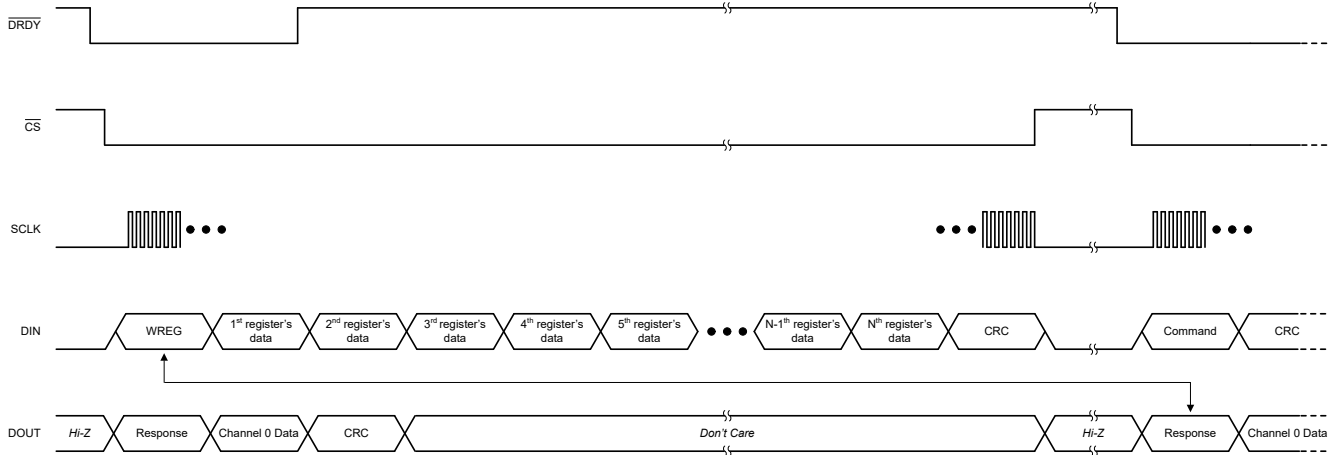 DRDY
CS
SCLK
DIN
WREG
1st register's
data
2nd register's
data
3rd register's
data
4th register's
data
5th register's
data
N-1th register's
data
Nth register's
data
CRC
Command
CRC
DOUT
Hi-Z
Response
Channel 0 Data
CRC
Don't Care
Hi-Z
Response
Channel 0 Data